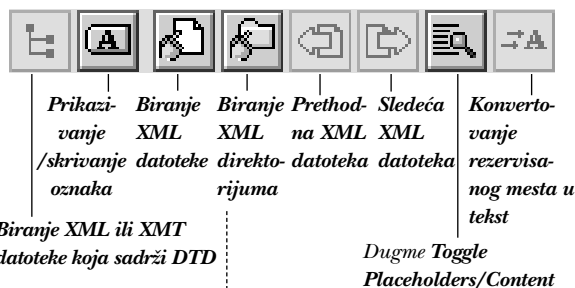 A
A
Prikazi-
vanje
/skrivanje
oznaka
Biranje
XML
datoteke
Biranje
XML
direkto-
rijuma
Prethod-
na XML
datoteka
Sledeća
XML
datoteka
Konverto-
vanje
rezervisa-
nog mesta u
tekst
Biranje XML ili XMT
datoteke koja sadrži DTD
Dugme Toggle
Placeholders/Content